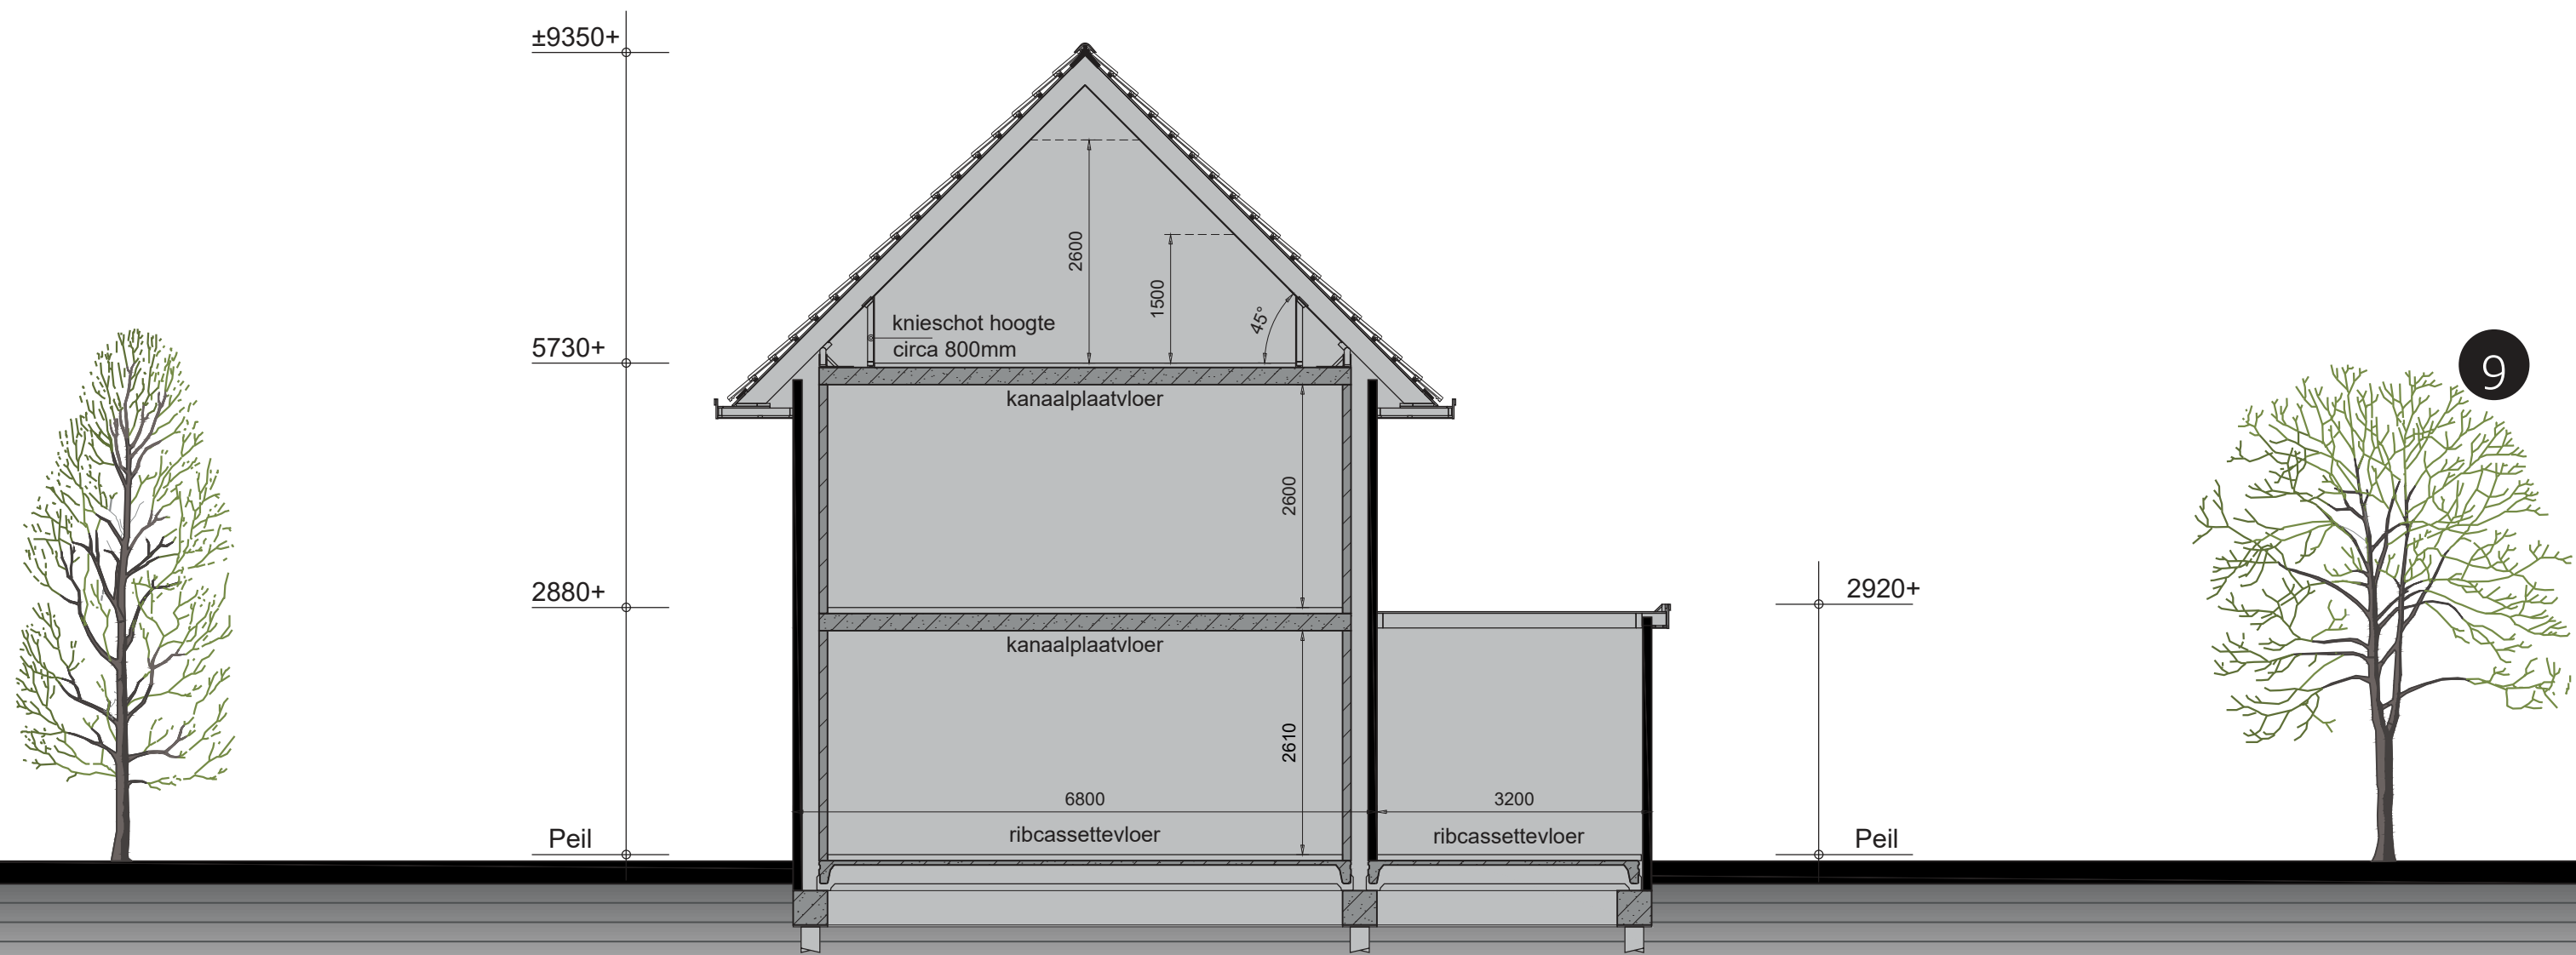 ±9350+
2600
1500
45°
knieschot hoogte
circa 800mm
5730+
9
kanaalplaatvloer
2600
2880+
2920+
kanaalplaatvloer
2610
6800
3200
Peil
ribcassettevloer
ribcassettevloer
Peil